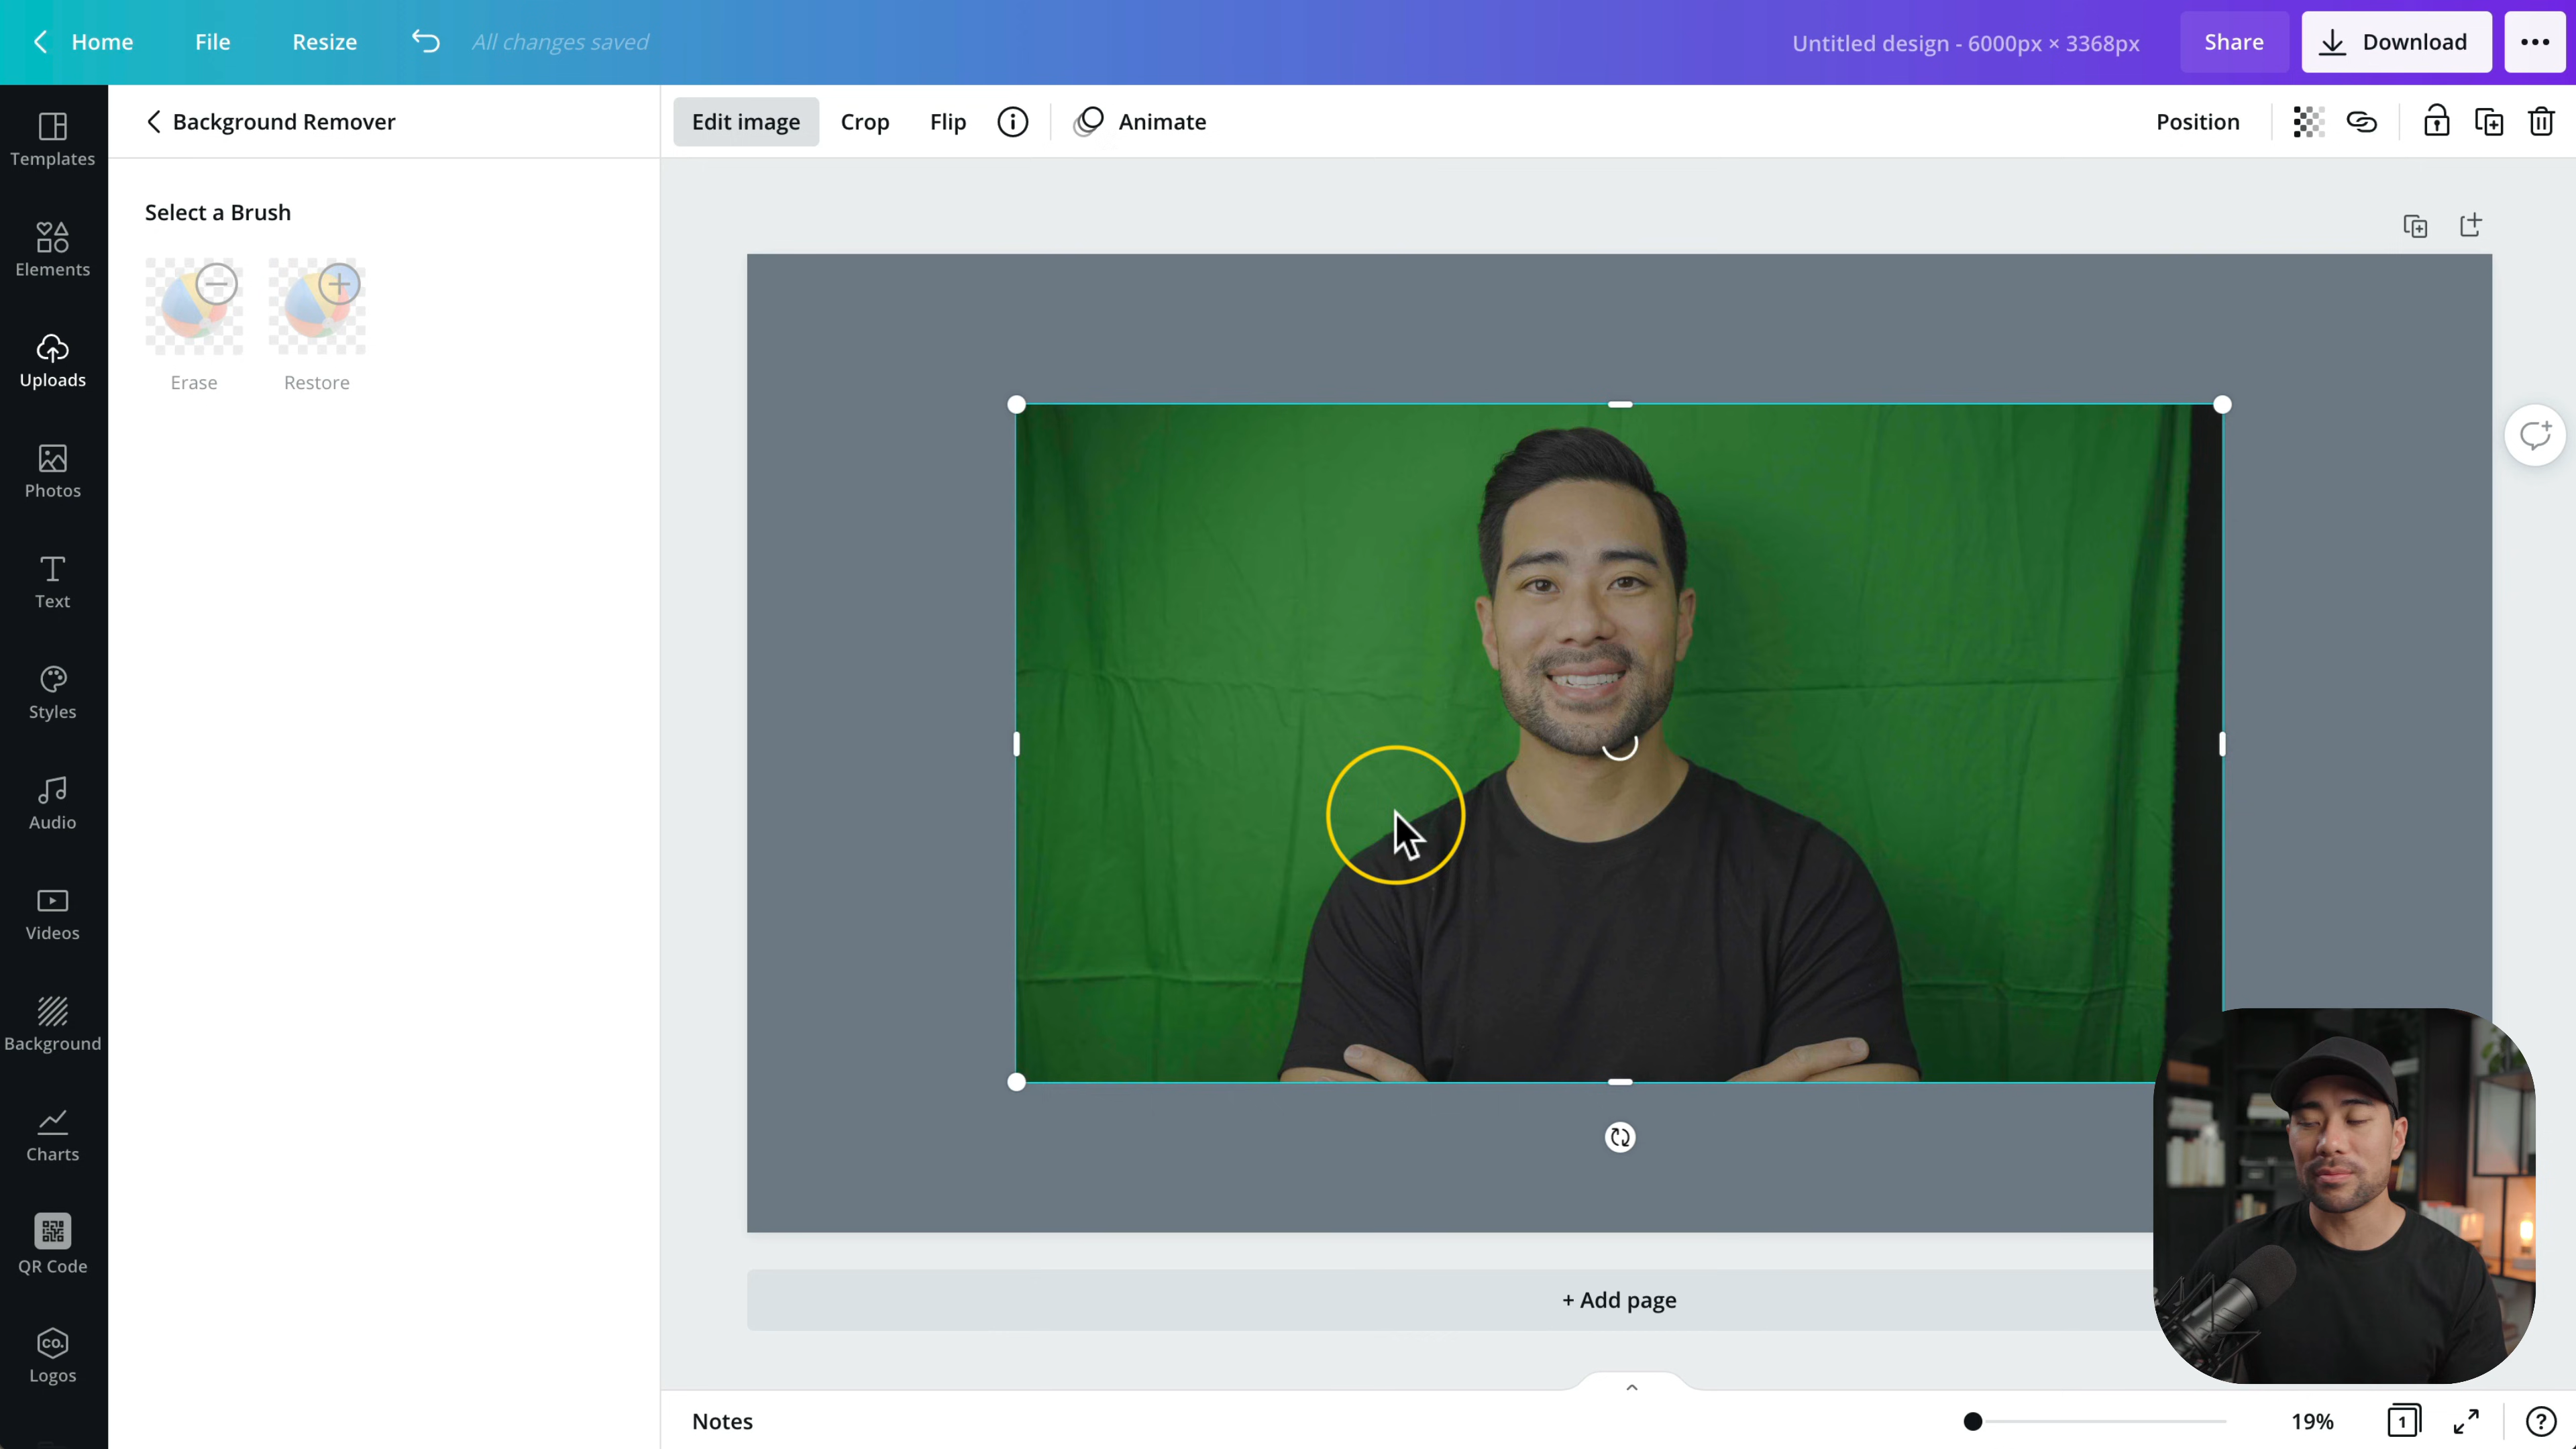 Home File Resize All changes saved Untitled design - 6000px × 3368px Share Download
Background Remover Edit image Crop Flip Animate Position
Templates
Select a Brush
Elements
Erase Restore
Uploads
Photos
Text
Styles
Audio
Videos
Background
Charts
QR Code
+ Add page
CO.
Logos
Notes 19% 1 ?